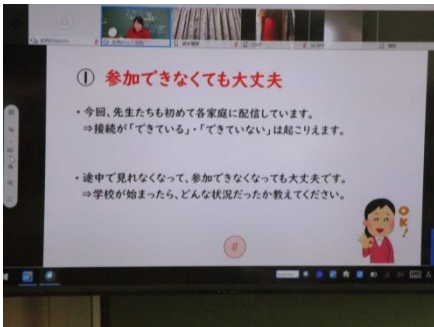 ① 参加できなくても大丈夫
・今回、先生たちも初めて各家庭に配信しています。
⇒接続が「できている」・「できていない」は起こりえます。
・途中で見れなくなって、参加できなくなっても大丈夫です。
⇒学校が始まったら、どんな状況だったか教えてください。
OK!